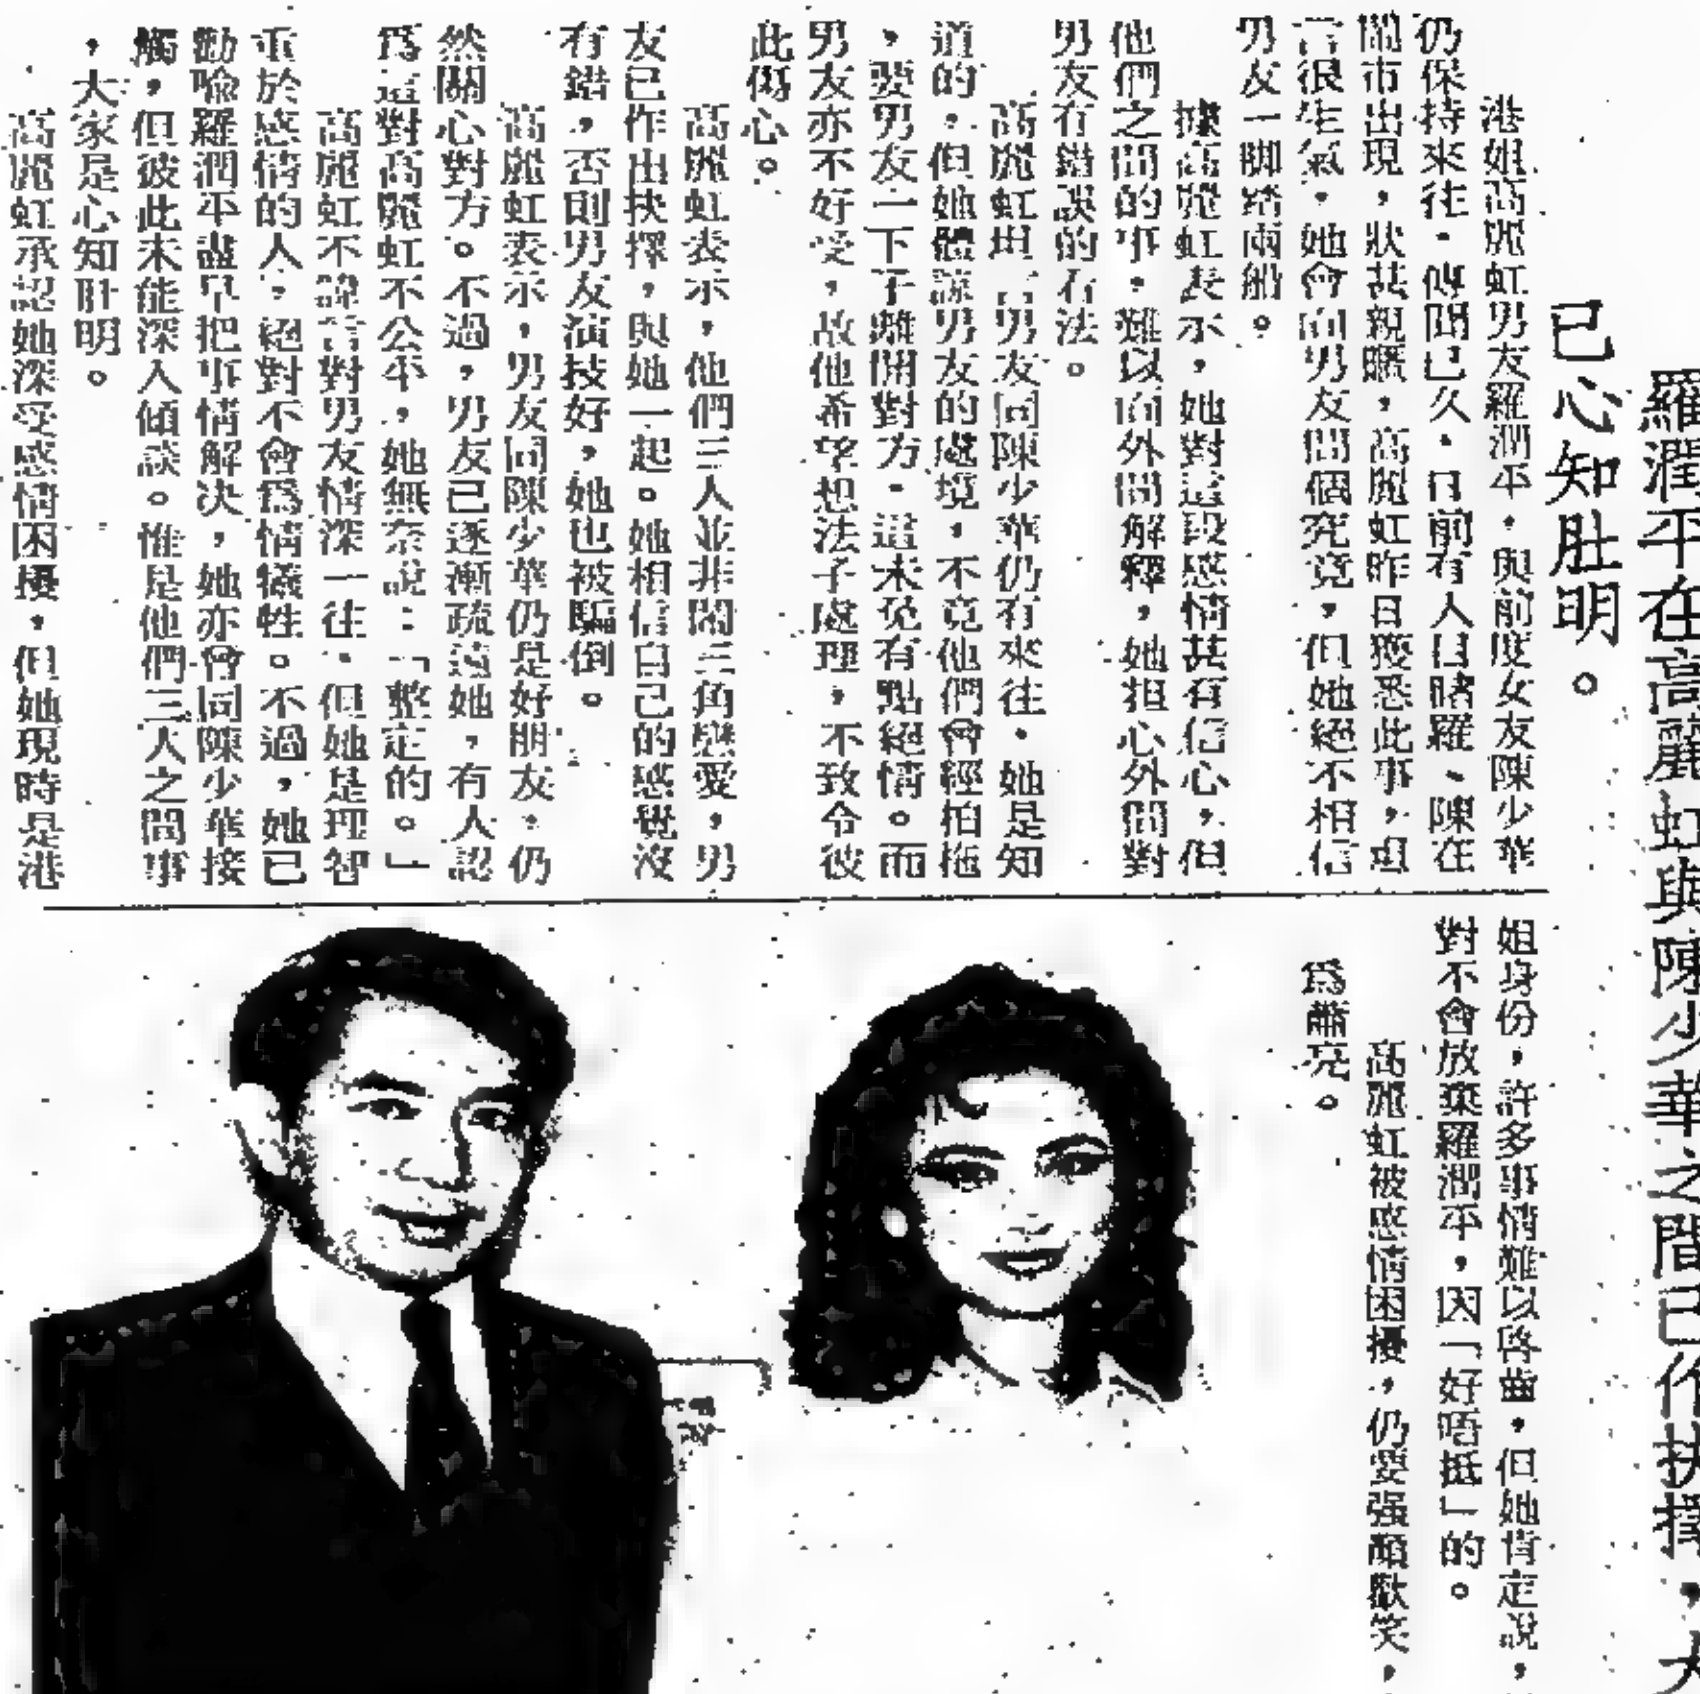 羅潤平在高麗虹與陳少華之間已作抉擇，大
已心知肚明。
港姐高麗虹男友羅潤平，與前度女友陳少華
仍保持來往，傳聞已久，日前有人目睹羅、陳在
鬧市出現，狀甚親暱，高麗虹昨日獲悉此事，坦
言很生氣，她會向男友問個究竟，但她絕不相信
男友一脚踏兩船。
據高麗虹表示，她對這段感情甚有信心，但
他們之間的事，難以向外間解釋，她担心外間對
男友有錯誤的看法。
高麗虹坦言男友同陳少華仍有來往，她是知
道的，但她體諒男友的處境，不竟他們曾經拍拖
，要男友一下子離開對方，這未免有點絕情。而
男友亦不好受，故他希望想法子處理，不致令彼
此傷心。
高麗虹表示，他們三人並非鬧三角戀愛，男
友已作出抉擇，與她一起。她相信自己的感覺沒
有錯，否則男友演技好，她也被騙倒。
高麗虹表示，男友同陳少華仍是好朋友，仍
然關心對方。不過，男友已逐漸疏遠她，有人認
爲這對高麗虹不公平，她無奈說：「整定的。」
高麗虹不諱言對男友情深一往，但她是理智
重於感情的人，絕對不會爲情犧牲。不過，她已
勸喻羅潤平盡早把事情解決，她亦曾同陳少華接
觸，但彼此未能深入傾談。惟是他們三人之間事
，大家是心知肚明。
高麗虹承認她深受感情困擾，但她現時是港
姐身份，許多事情難以啓齒，但她肯定說，
對不會放棄羅潤平，因「好唔抵」的。
高麗虹被感情困擾，仍要强顏歡笑，
爲蕭亮。